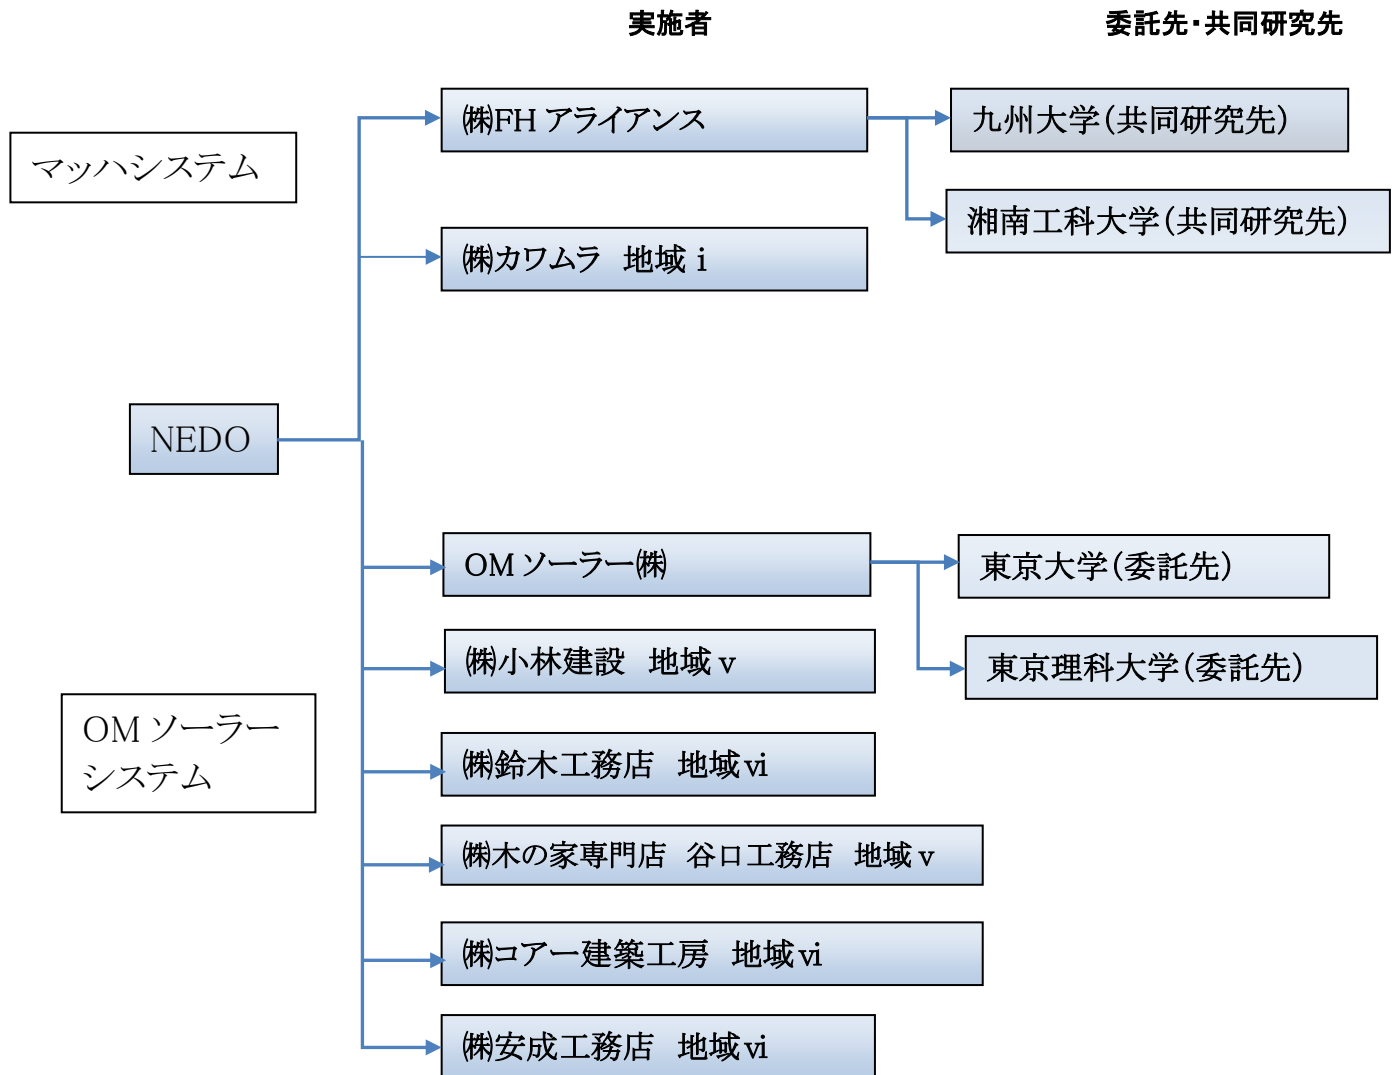 実施者
委託先・共同研究先
㈱FH アライアンス
九州大学（共同研究先）
マッハシステム
湘南工科大学（共同研究先）
㈱カワムラ　地域ⅰ
NEDO
OM ソーラー㈱
東京大学（委託先）
㈱小林建設　地域ⅴ
東京理科大学（委託先）
OM ソーラー
システム
㈱鈴木工務店　地域ⅵ
㈱木の家専門店　谷口工務店　地域ⅴ
㈱コアー建築工房　地域ⅵ
㈱安成工務店　地域ⅵ